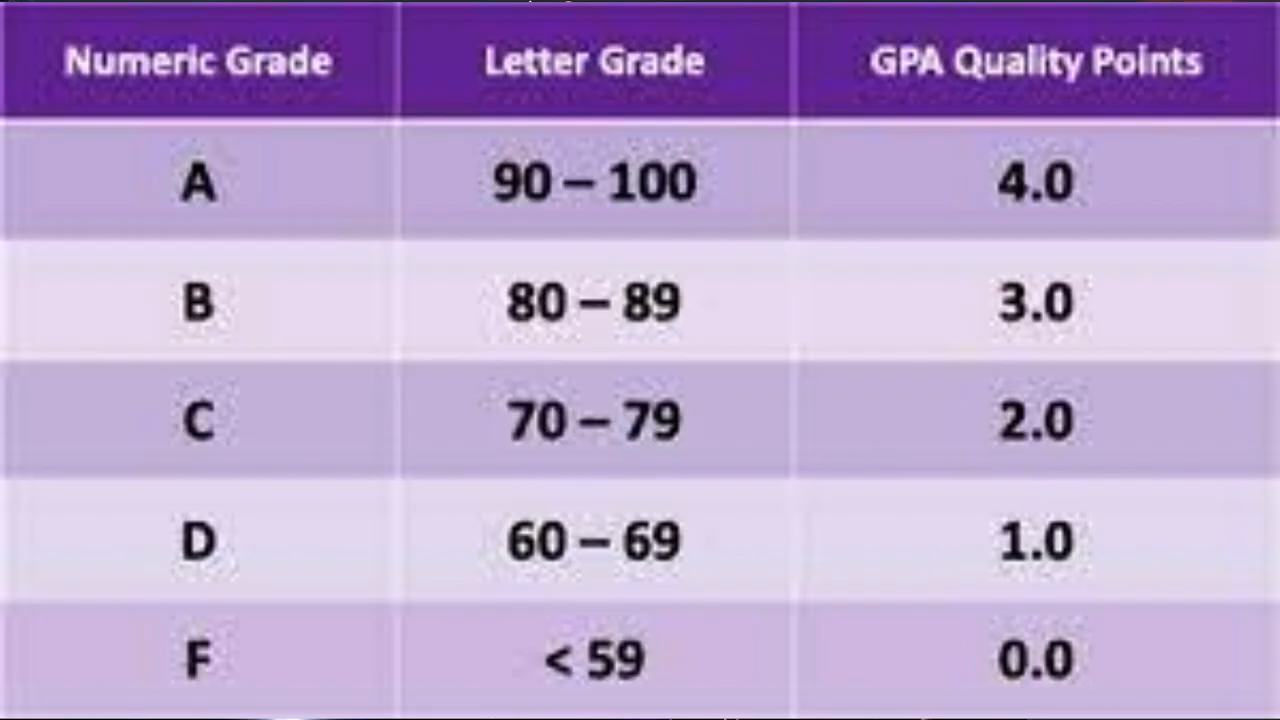 Numeric Grade Letter Grade GPA Quality Points
A 90 – 100 4.0
B 80 – 89 3.0
C 70 – 79 2.0
D 60 – 69 1.0
F < 59 0.0